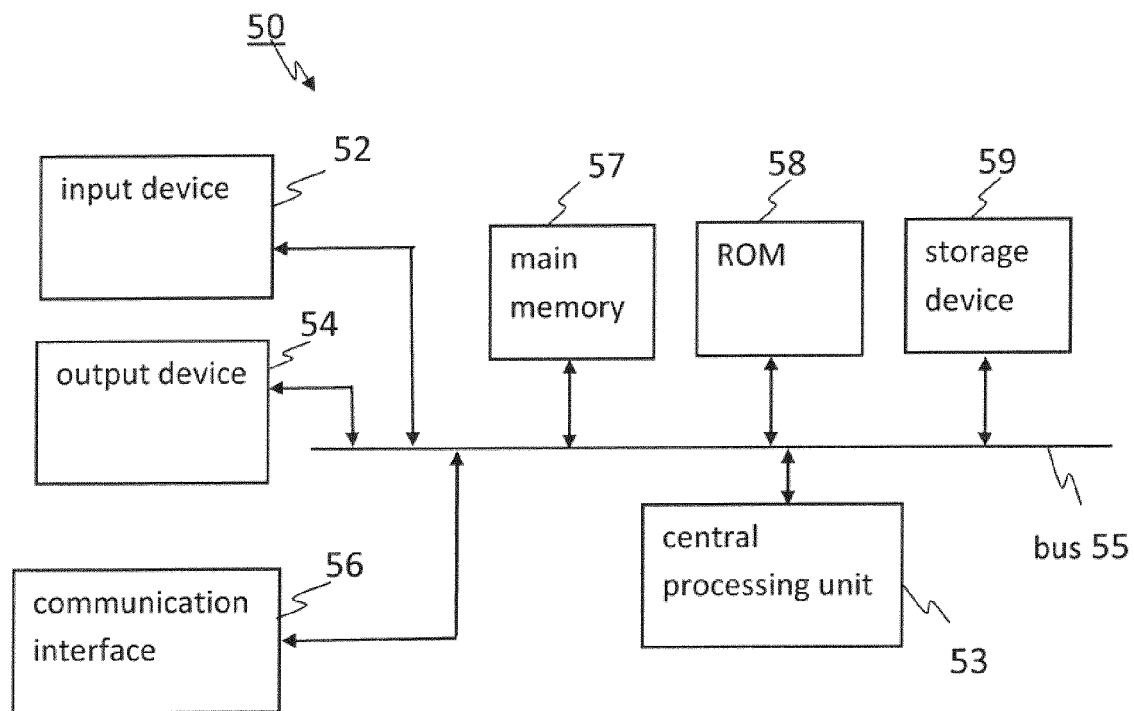 50
52
input device
57
main
memory
58
ROM
59
storage
device
54
output device
bus 55
central
processing unit
53
56
communication
interface